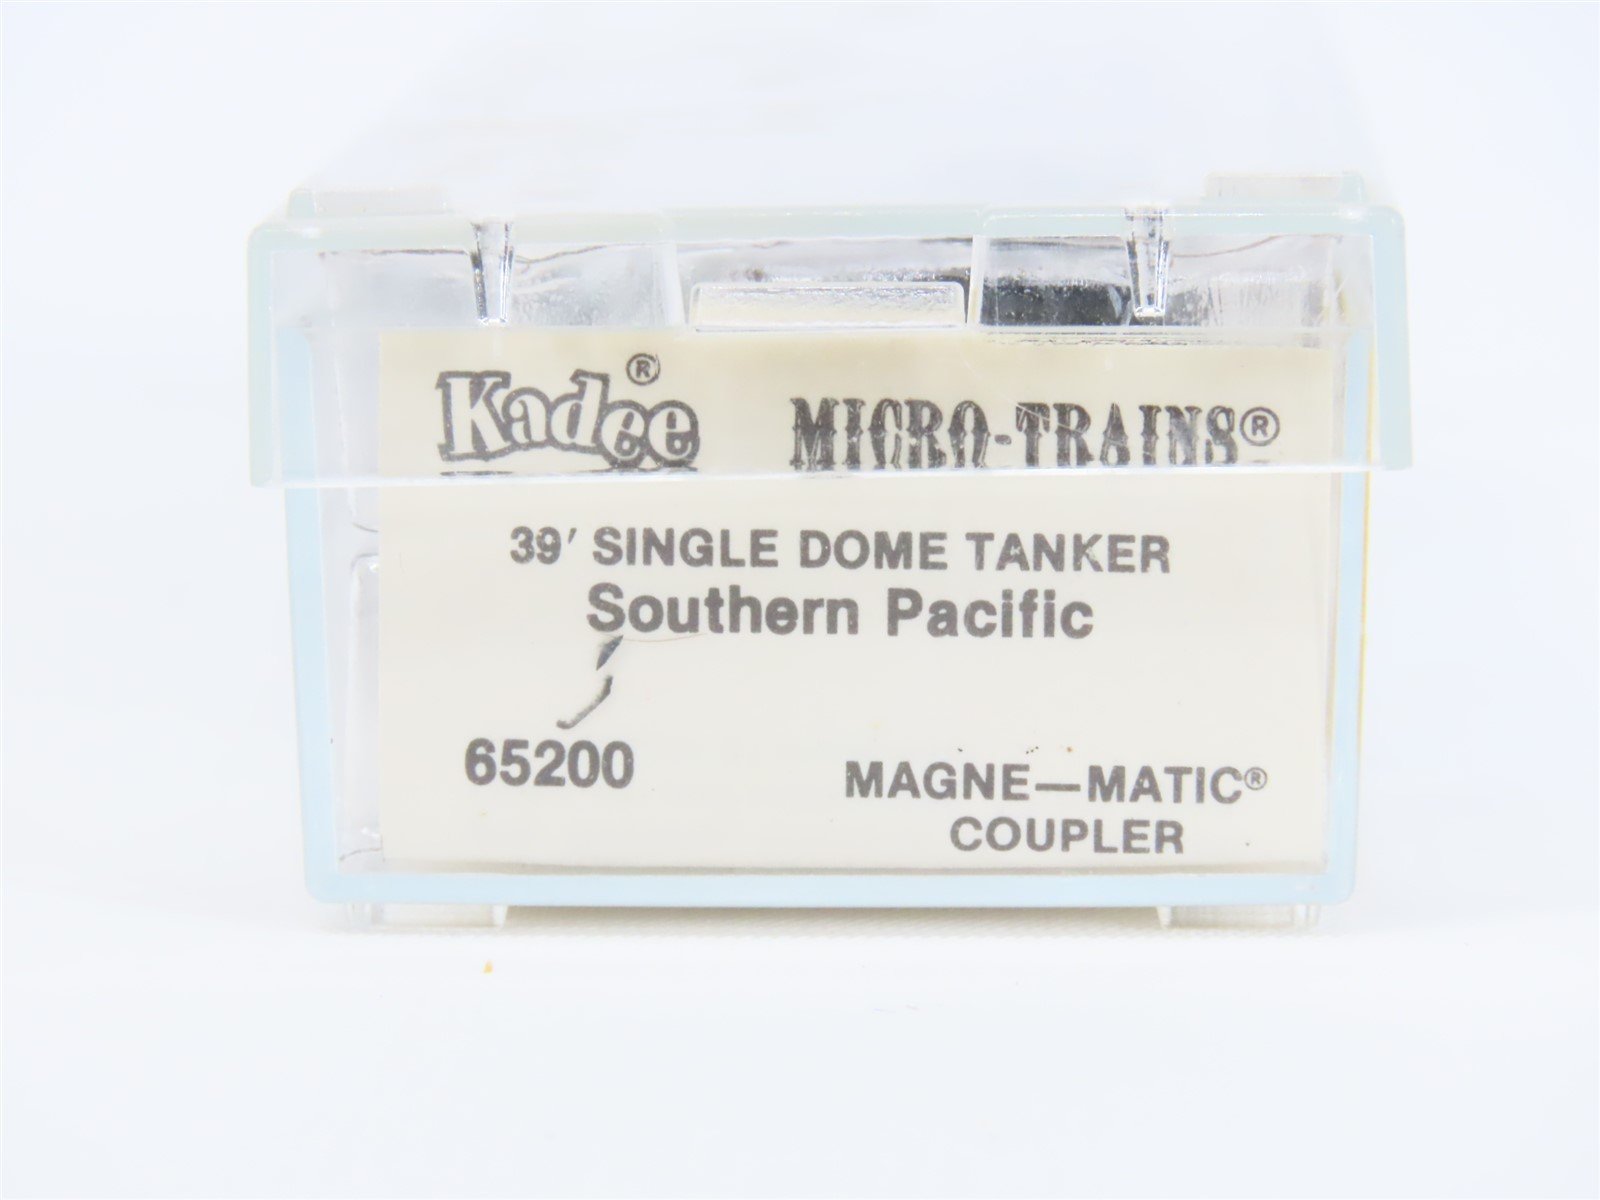 Kadee® MICRO-TRAINS®
39' SINGLE DOME TANKER
Southern Pacific
65200
MAGNE—MATIC®
COUPLER